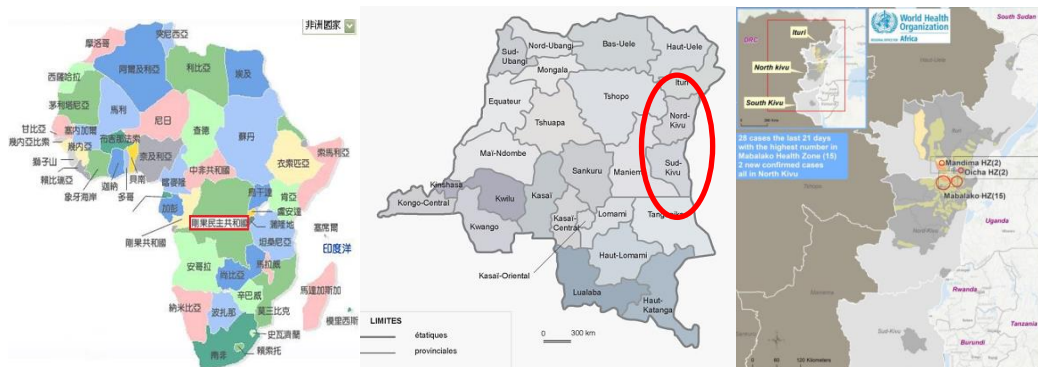 非洲國家
突尼西亞
摩洛哥
阿爾及利亞
利比亞
埃及
西薩哈拉
茅利塔尼亞
馬利
尼日
查德
蘇丹
甘比亞
塞內加爾
幾內亞比索
幾內亞
布吉那法索
奈及利亞
衣索匹亞
索馬利亞
獅子山
賴比瑞亞
中非共和國
象牙海岸
迦納
多哥
貝南
喀麥隆
烏干達
肯亞
加彭
盧安達
剛果民主共和國
蒲隆地
塞席爾
剛果共和國
坦桑尼亞
印度洋
安哥拉
尚比亞
馬拉威
馬達加斯加
辛巴威
莫三比克
納米比亞
波扎那
模里西斯
史瓦濟蘭
南非
賴索托
Nord-Ubangi
Bas-Uele
Haut-Uele
Sud-
Ubangi
Mongala
Ituri
Equateur
Tshopo
Nord-
Kivu
Tshuapa
Maï-Ndombe
Sud-
Kivu
Sankuru
Maniema
Kinshasa
Kongo-Central
Kwilu
Kasaï
Kwango
Kasaï-
Central
Lomami
Tanganika
Kasaï-Oriental
Haut-Lomami
Lualaba
Haut-
Katanga
LIMITES
étatiques
provinciales
0 300 km
South Sudan
DRC
Ituri
World Health
Organization
Africa
North kivu
South Kivu
28 cases the last 21 days
with the highest number in
Mabalako Health Zone (15)
2 new confirmed cases
all in North Kivu
Mandima HZ(2)
Oicha HZ(2)
Mabalako HZ(15)
Uganda
Nord-Kivu
Rwanda
Sud-Kivu
Tanzania
Burundi